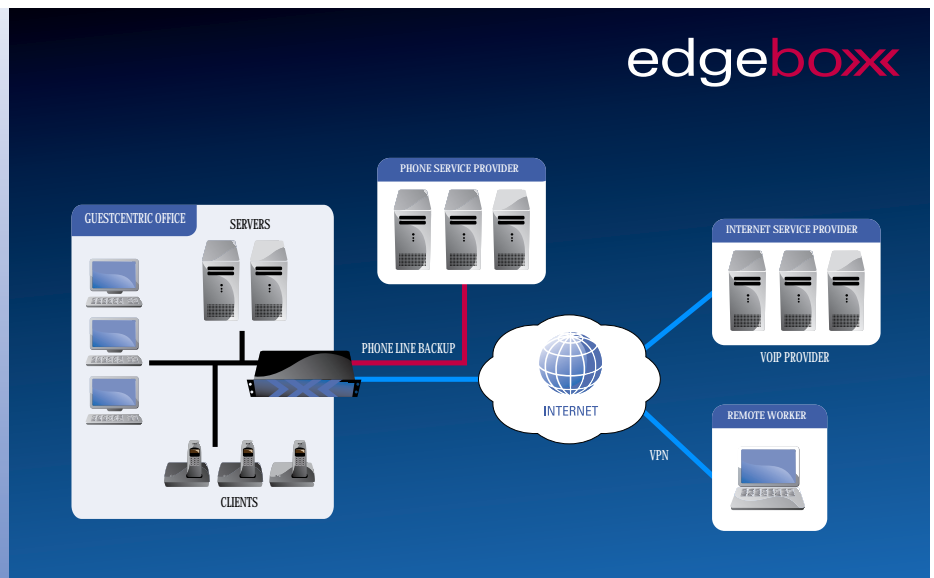 edgebox
PHONE SERVICE PROVIDER
GUESTCENTRIC OFFICE
SERVERS
INTERNET SERVICE PROVIDER
PHONE LINE BACKUP
VOIP PROVIDER
INTERNET
REMOTE WORKER
VPN
CLIENTS